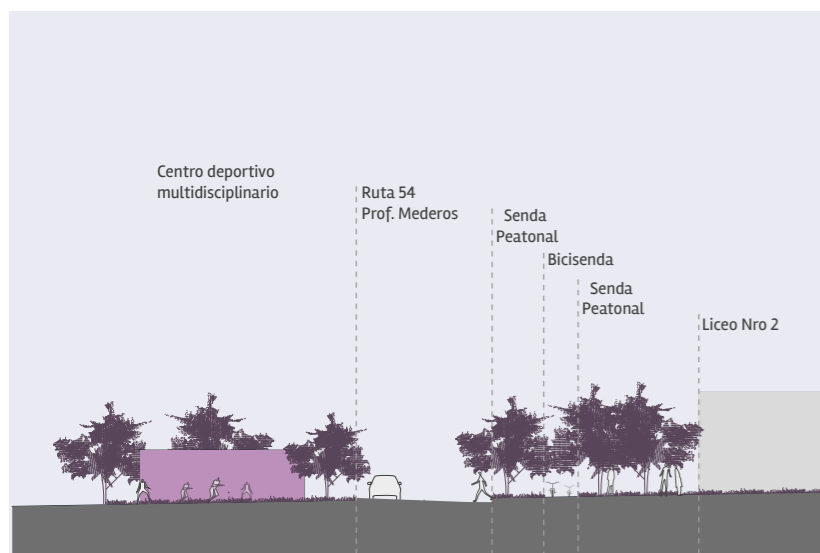 Centro deportivo
multidisciplinario
Ruta 54
Prof. Mederos
Senda
Peatonal
Bicisenda
Senda
Peatonal
Liceo Nro 2